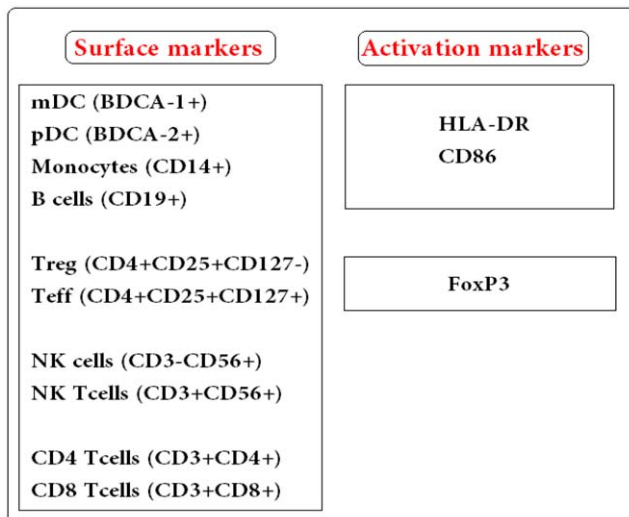 Surface markers
Activation markers
mDC (BDCA-1+)
pDC (BDCA-2+)
Monocytes (CD14+)
B cells (CD19+)
Treg (CD4+CD25+CD127-)
Teff (CD4+CD25+CD127+)
NK cells (CD3-CD56+)
NK Tcells (CD3+CD56+)
CD4 Tcells (CD3+CD4+)
CD8 Tcells (CD3+CD8+)
HLA-DR
CD86
FoxP3